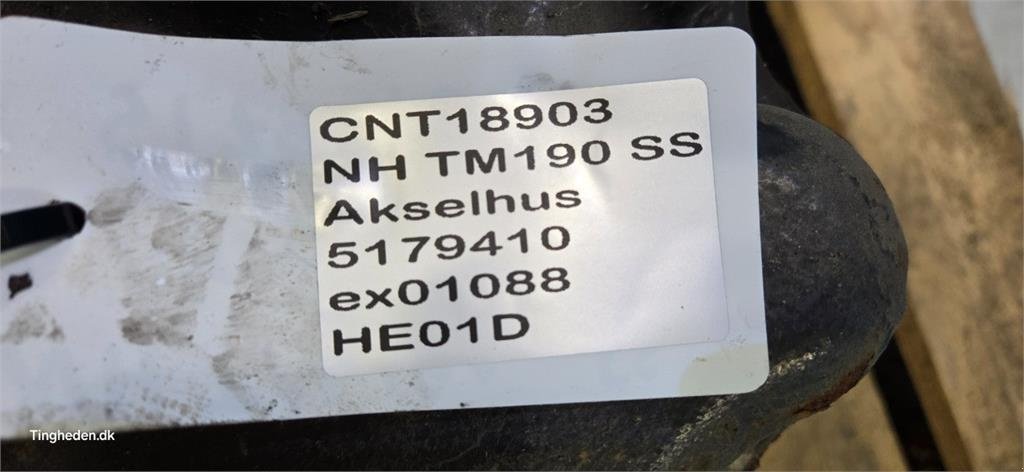 CNT18903
NH TM190 SS
Akselhus
5179410
ex01088
HE01D
Tingheden.dk